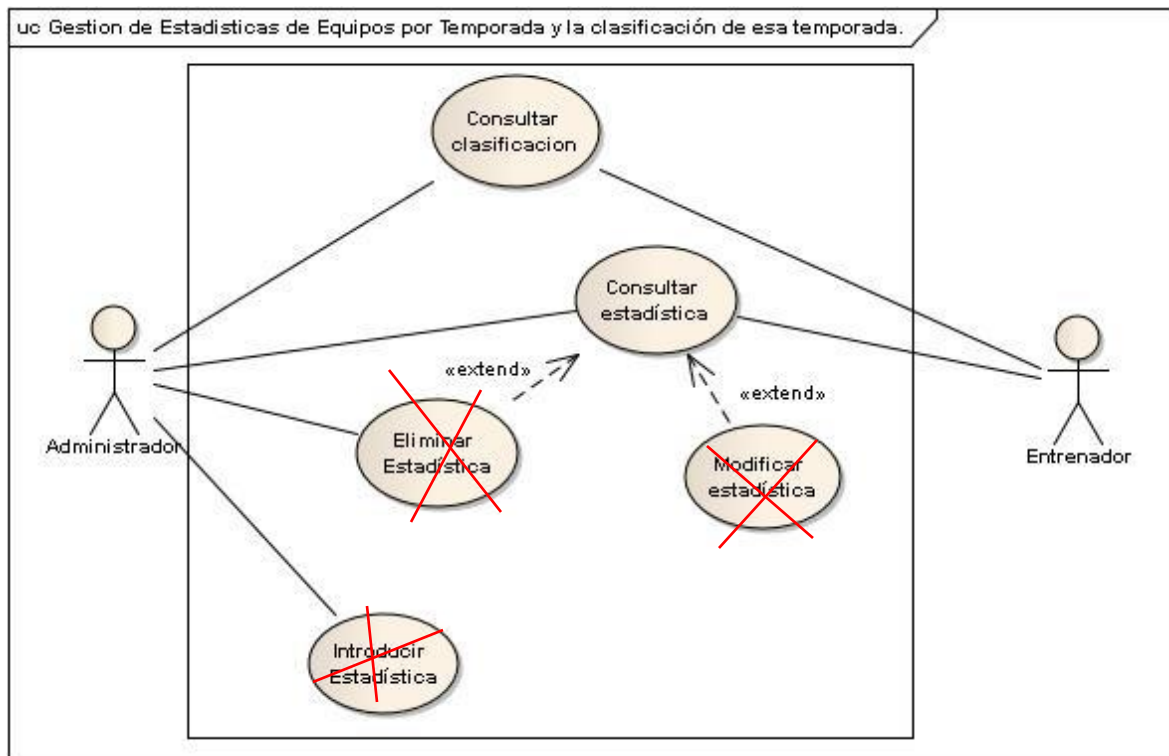 uc Gestion de Estadisticas de Equipos por Temporada y la clasificación de esa temporada.
Consultar
clasificacion
Consultar
estadística
«extend»
«extend»
Eliminar
Estadística
Modificar
estadística
Administrador
Entrenador
Introducir
Estadística